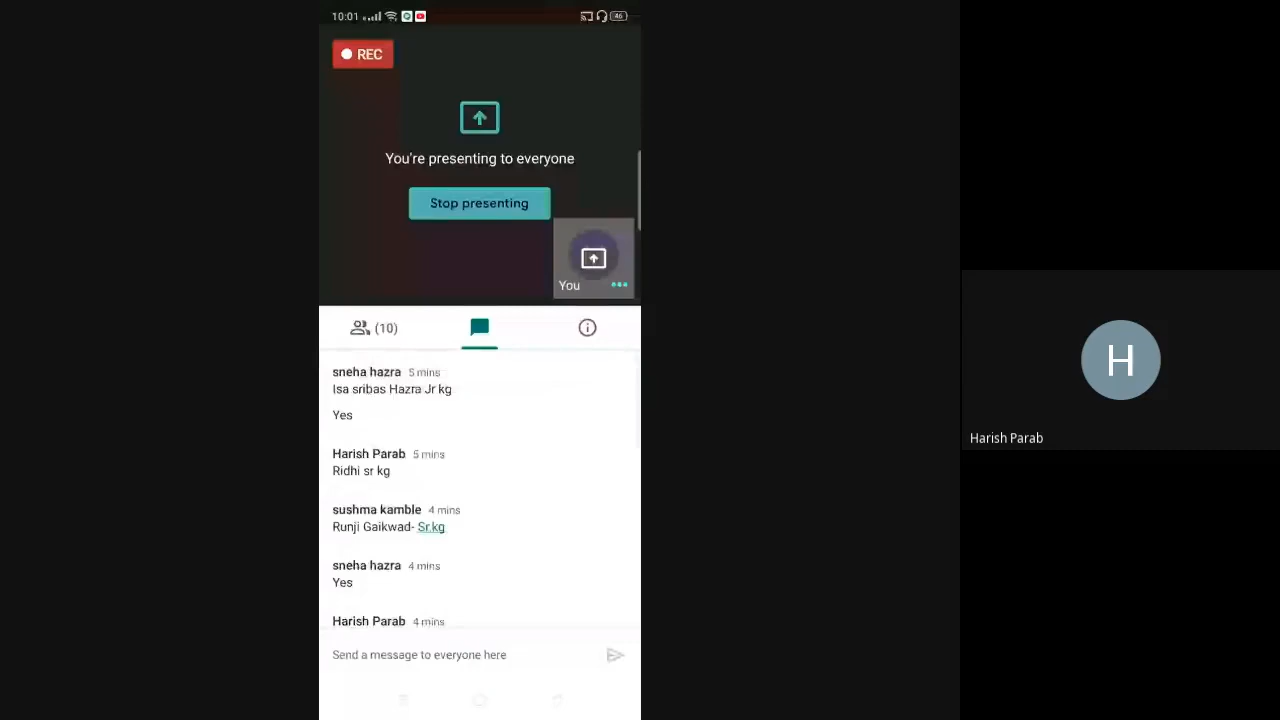 10:01
46
REC
You're presenting to everyone
Stop presenting
You
(10)
sneha hazra 5 mins
Isa sribas Hazra Jr kg
Yes
Harish Parab 5 mins
Ridhi sr kg
sushma kamble 4 mins
Runji Gaikwad- Sr.kg
sneha hazra 4 mins
Yes
Harish Parab 4 mins
Send a message to everyone here
H
Harish Parab